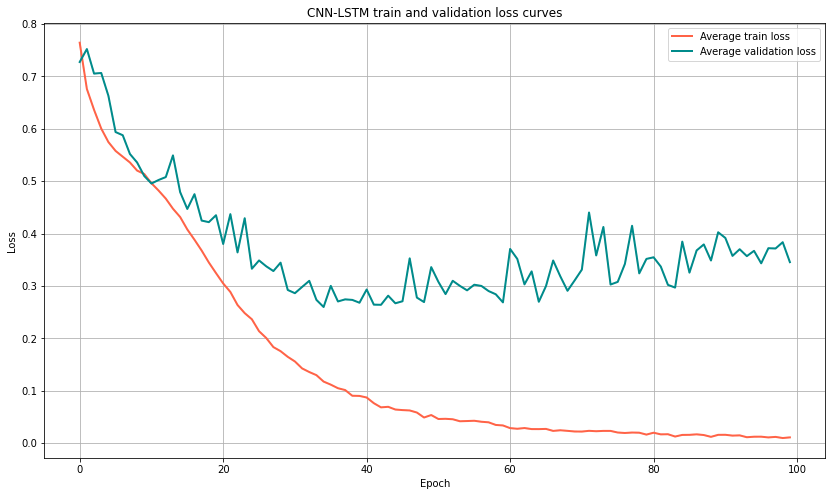 CNN-LSTM train and validation loss curves
Average train loss
Average validation loss
Loss
0.8
0.7
0.6
0.5
0.4
0.3
0.2
0.1
0.0
0 20 40 60 80 100
Epoch